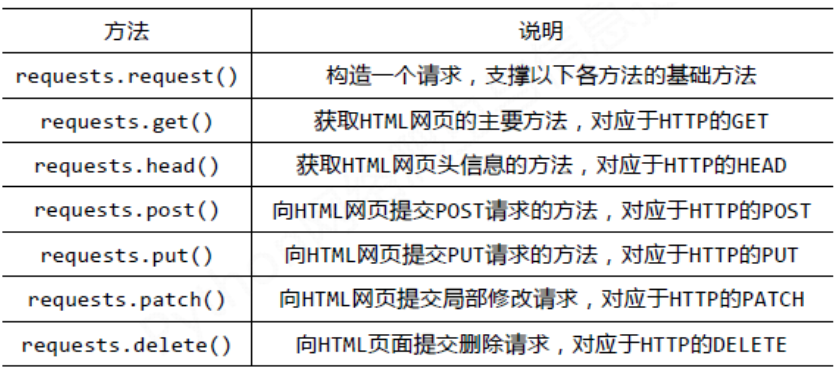 方法 说明
requests.request() 构造一个请求，支撑以下各方法的基础方法
requests.get() 获取HTML网页的主要方法，对应于HTTP的GET
requests.head() 获取HTML网页头信息的方法，对应于HTTP的HEAD
requests.post() 向HTML网页提交POST请求的方法，对应于HTTP的POST
requests.put() 向HTML网页提交PUT请求的方法，对应于HTTP的PUT
requests.patch() 向HTML网页提交局部修改请求，对应于HTTP的PATCH
requests.delete() 向HTML页面提交删除请求，对应于HTTP的DELETE